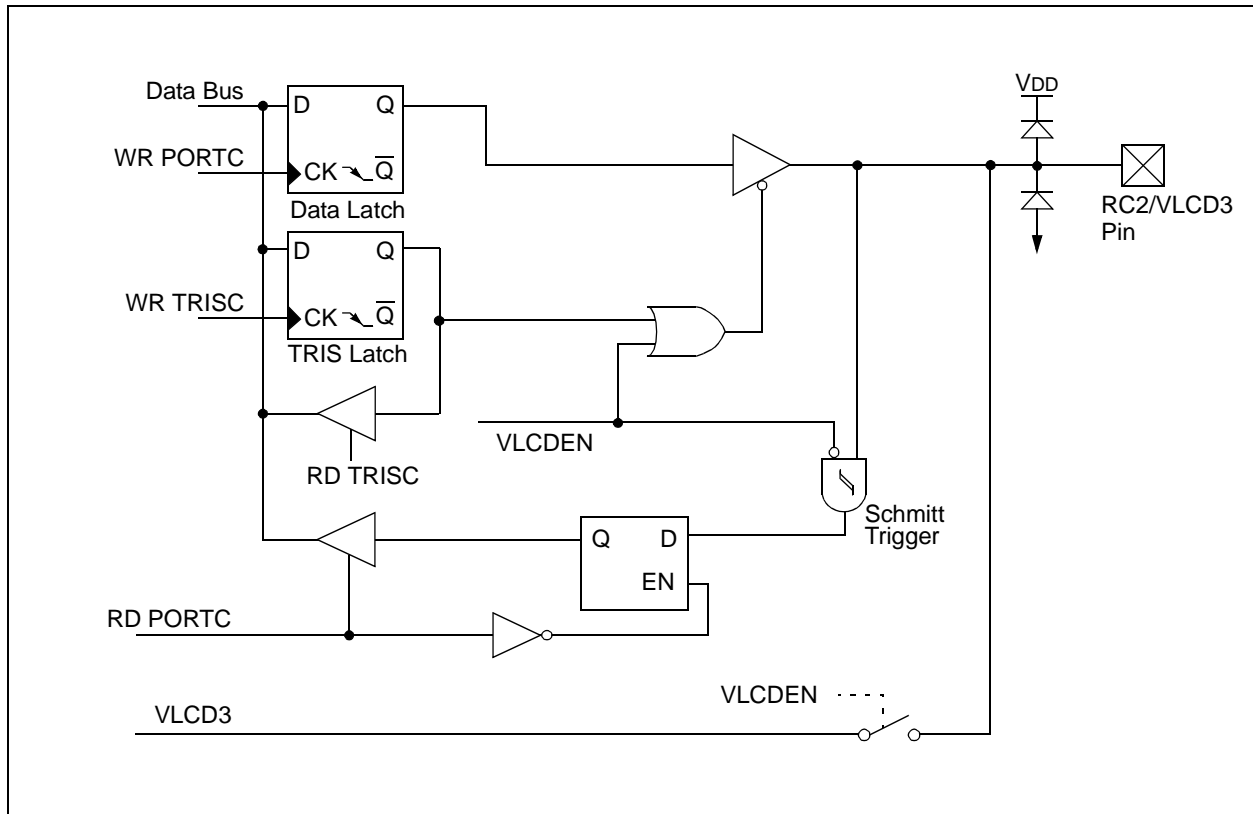 Data Bus
D Q
WR PORTC
CK Q̅
Data Latch
D Q
WR TRISC
CK Q̅
TRIS Latch
RD TRISC
VLCDEN
VDD
RC2/VLCD3
Pin
Schmitt
Trigger
Q D
EN
RD PORTC
VLCDEN
VLCD3